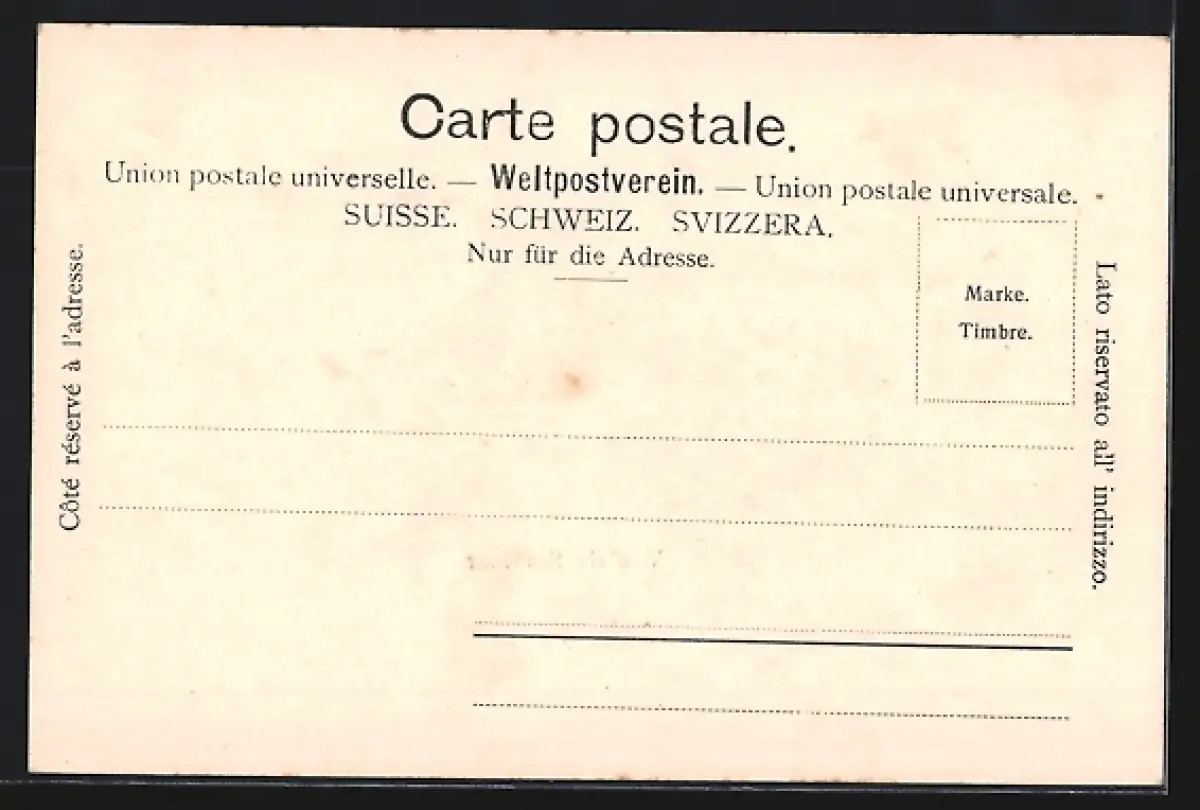 Carte postale.
Union postale universelle. — Weltpostverein. — Union postale universale.
SUISSE. SCHWEIZ. SVIZZERA.
Nur für die Adresse.
Marke.
Timbre.
Côté réservé à l'adresse.
Lato riservato all' indirizzo.